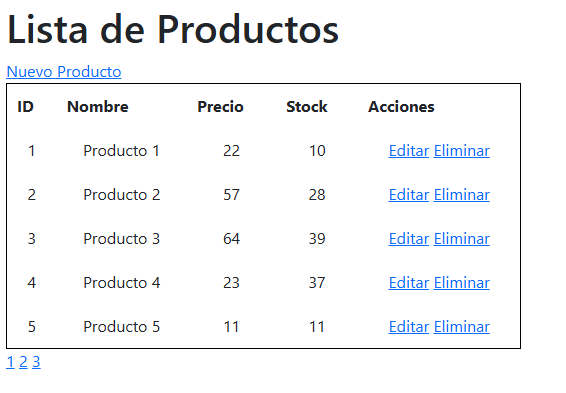 Lista de Productos
Nuevo Producto
ID Nombre Precio Stock Acciones
1 Producto 1 22 10 Editar Eliminar
2 Producto 2 57 28 Editar Eliminar
3 Producto 3 64 39 Editar Eliminar
4 Producto 4 23 37 Editar Eliminar
5 Producto 5 11 11 Editar Eliminar
1 2 3